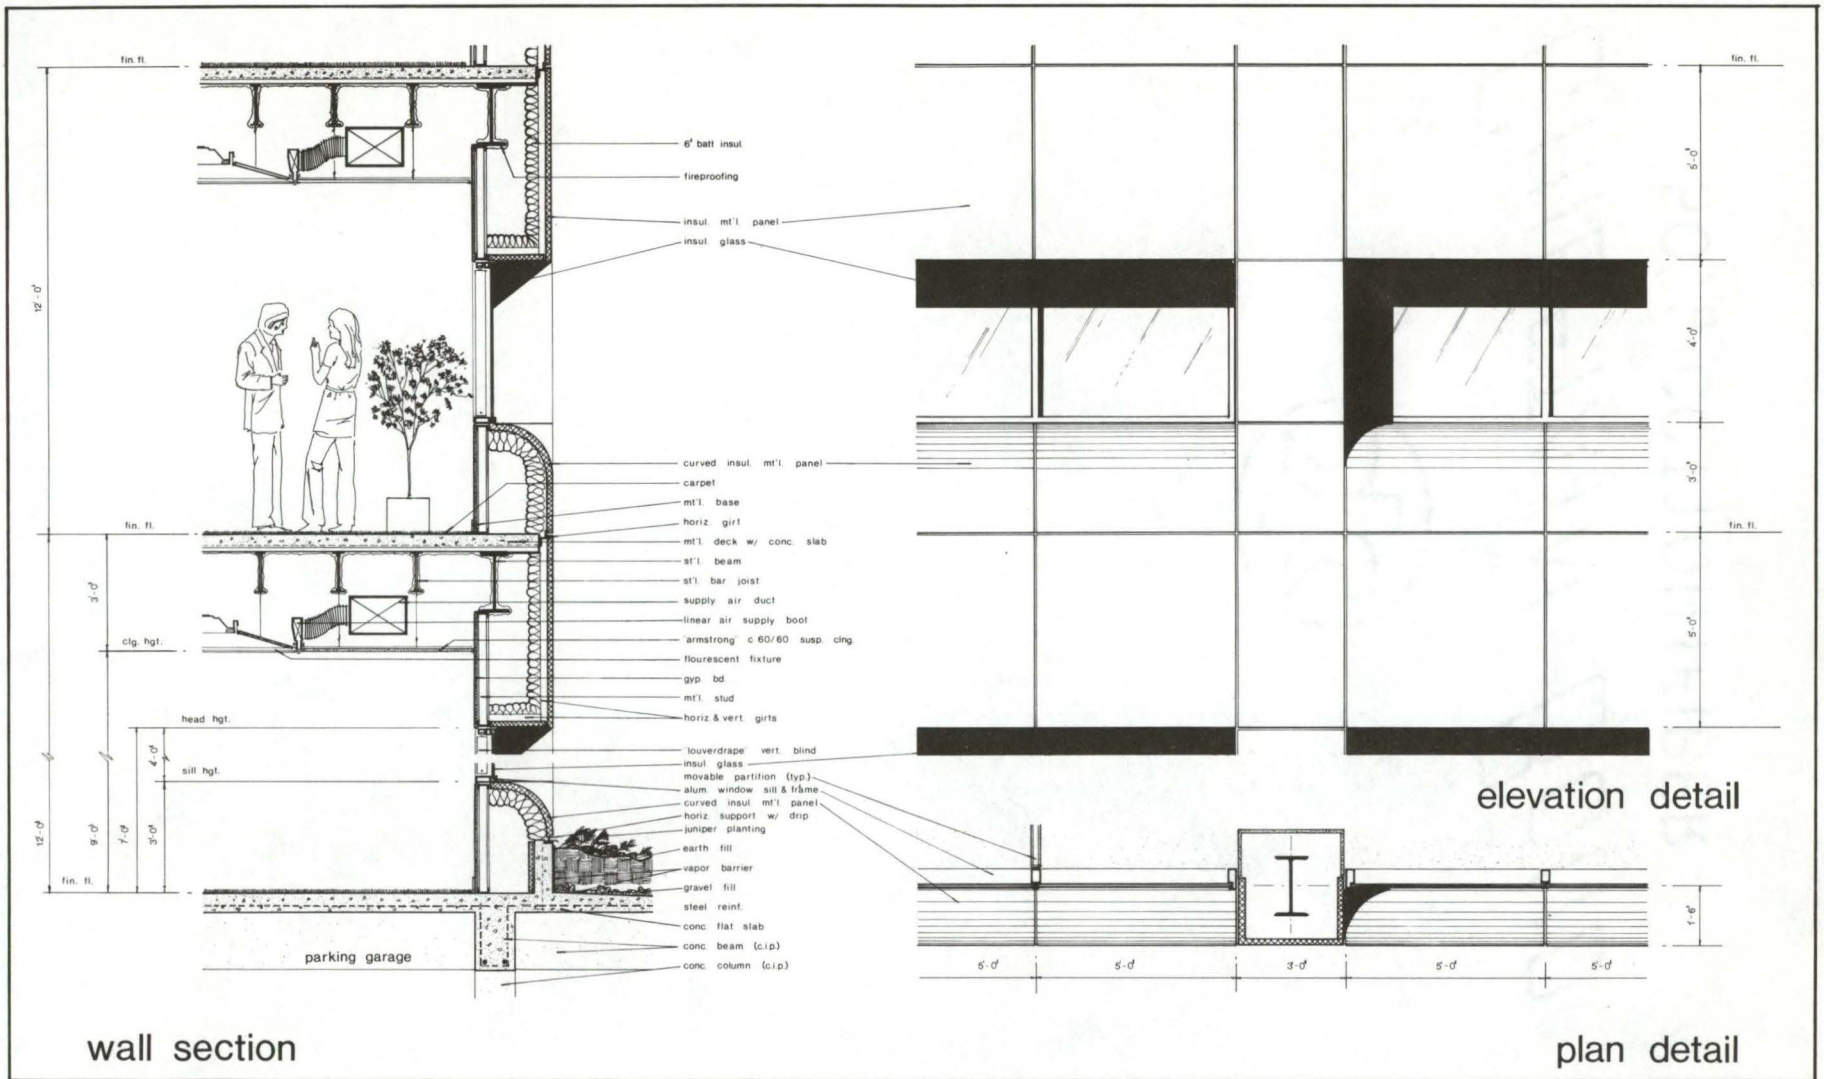 fin. fl.
12'-0"
fin. fl.
3'-0"
clg. hgt.
head hgt.
4'-0"
sill hgt.
12'-0"
9'-0"
7'-0"
3'-0"
fin. fl.
parking garage
wall section
6" batt insul.
fireproofing
insul. mt'l. panel
insul. glass
curved insul. mt'l. panel
carpet
mt'l. base
horiz. girt
mt'l. deck w/ conc. slab
st'l. beam
st'l. bar joist
supply air duct
linear air supply boot
'armstrong' c 60/60 susp. clng.
flourescent fixture
gyp. bd.
mt'l. stud
horiz. & vert. girts
'louverdrape' vert. blind
insul. glass
movable partition (typ.)
alum. window sill & frame
curved insul. mt'l. panel
horiz. support w/ drip
juniper planting
earth fill
vapor barrier
gravel fill
steel reinf.
conc. flat slab
conc. beam (c.i.p.)
conc. column (c.i.p.)
fin. fl.
5'-0"
4'-0"
3'-0"
fin. fl.
5'-0"
elevation detail
1'-6"
5'-0" 5'-0" 3'-0" 5'-0" 5'-0"
plan detail